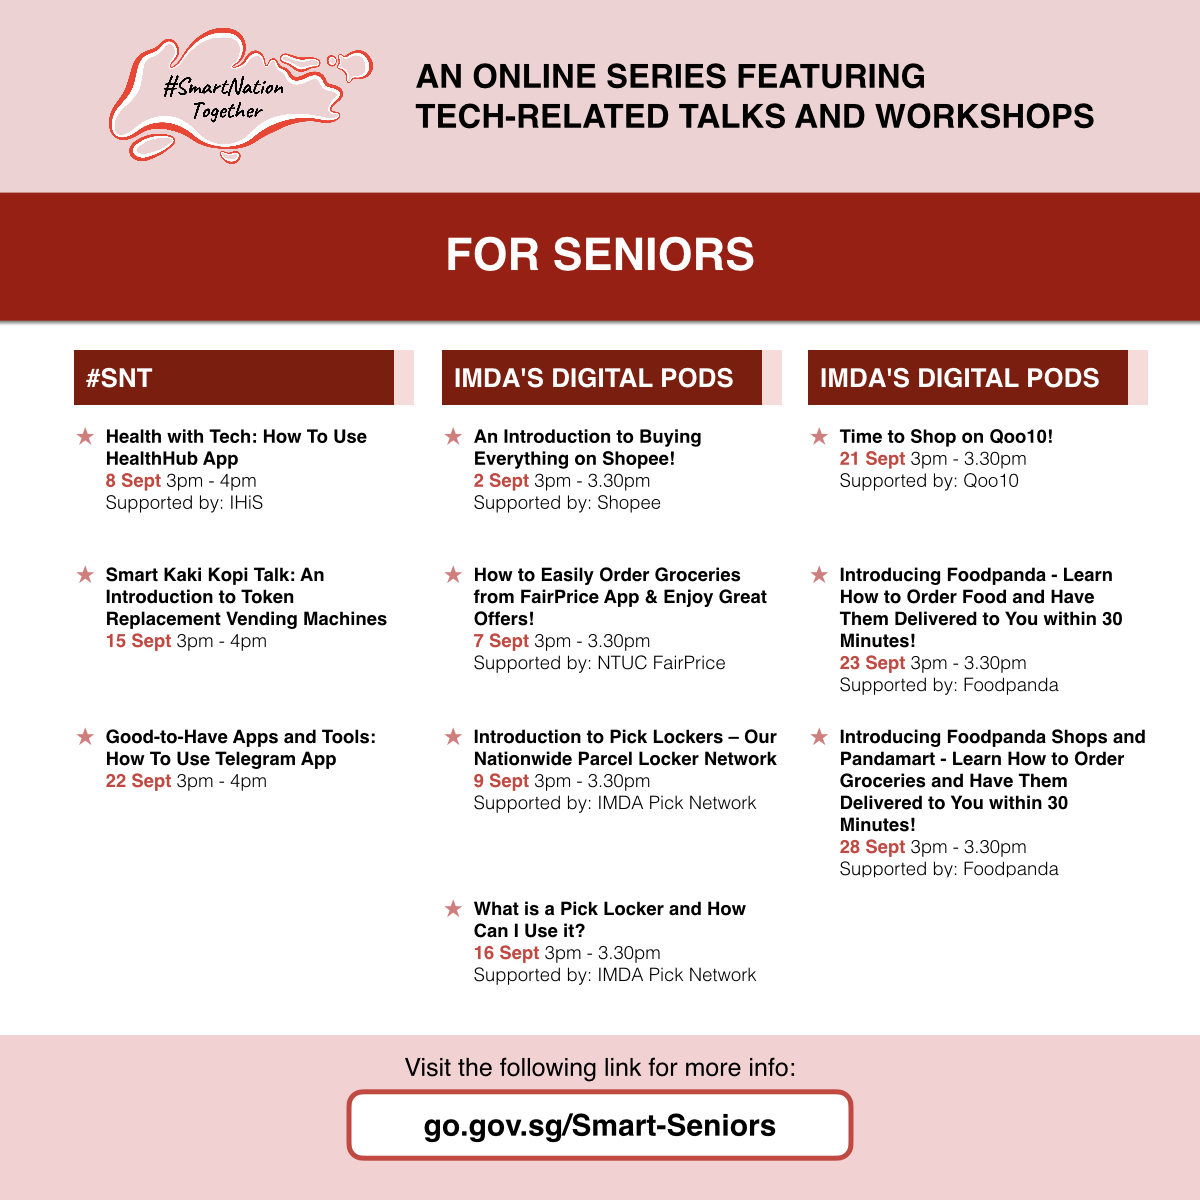 #SmartNation
Together
AN ONLINE SERIES FEATURING
TECH-RELATED TALKS AND WORKSHOPS
FOR SENIORS
#SNT
★ Health with Tech: How To Use
HealthHub App
8 Sept 3pm - 4pm
Supported by: IHiS
★ Smart Kaki Kopi Talk: An
Introduction to Token
Replacement Vending Machines
15 Sept 3pm - 4pm
★ Good-to-Have Apps and Tools:
How To Use Telegram App
22 Sept 3pm - 4pm
IMDA'S DIGITAL PODS
★ An Introduction to Buying
Everything on Shopee!
2 Sept 3pm - 3.30pm
Supported by: Shopee
★ How to Easily Order Groceries
from FairPrice App & Enjoy Great
Offers!
7 Sept 3pm - 3.30pm
Supported by: NTUC FairPrice
★ Introduction to Pick Lockers – Our
Nationwide Parcel Locker Network
9 Sept 3pm - 3.30pm
Supported by: IMDA Pick Network
★ What is a Pick Locker and How
Can I Use it?
16 Sept 3pm - 3.30pm
Supported by: IMDA Pick Network
IMDA'S DIGITAL PODS
★ Time to Shop on Qoo10!
21 Sept 3pm - 3.30pm
Supported by: Qoo10
★ Introducing Foodpanda - Learn
How to Order Food and Have
Them Delivered to You within 30
Minutes!
23 Sept 3pm - 3.30pm
Supported by: Foodpanda
★ Introducing Foodpanda Shops and
Pandamart - Learn How to Order
Groceries and Have Them
Delivered to You within 30
Minutes!
28 Sept 3pm - 3.30pm
Supported by: Foodpanda
Visit the following link for more info:
go.gov.sg/Smart-Seniors